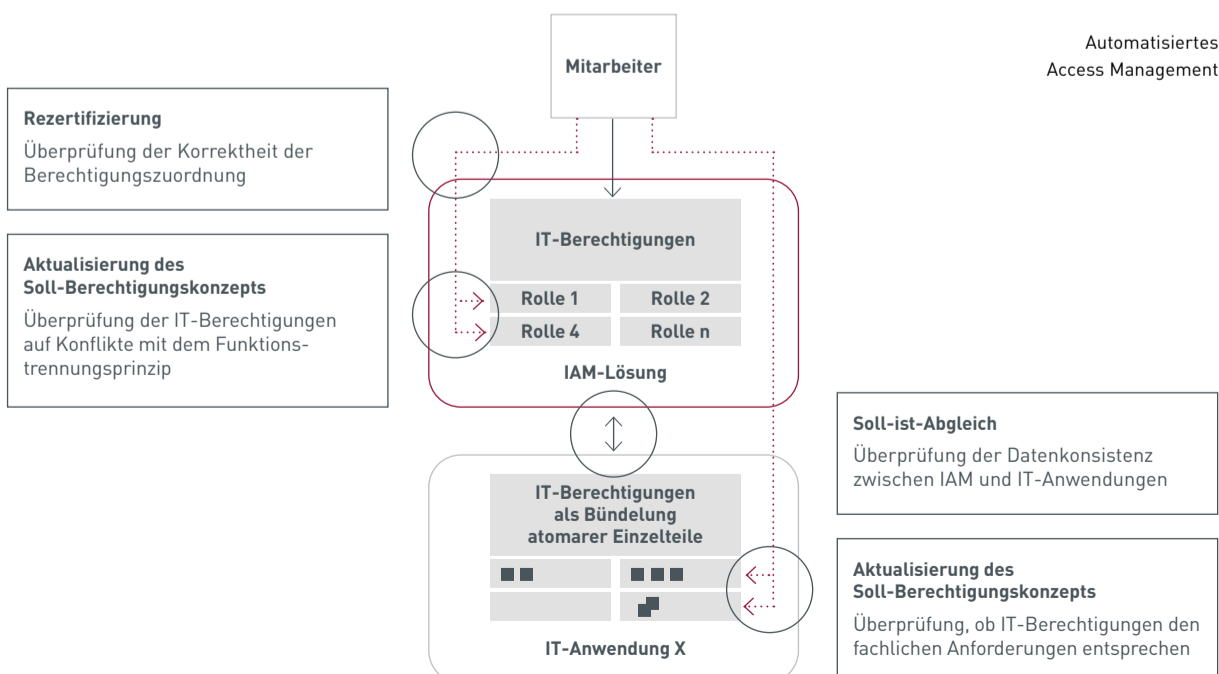 Automatisiertes
Access Management
Mitarbeiter
Rezertifizierung
Überprüfung der Korrektheit der
Berechtigungszuordnung
Aktualisierung des
Soll-Berechtigungskonzepts
Überprüfung der IT-Berechtigungen
auf Konflikte mit dem Funktions-
trennungsprinzip
IT-Berechtigungen
Rolle 1
Rolle 2
Rolle 4
Rolle n
IAM-Lösung
Soll-ist-Abgleich
Überprüfung der Datenkonsistenz
zwischen IAM und IT-Anwendungen
IT-Berechtigungen
als Bündelung
atomarer Einzelteile
IT-Anwendung X
Aktualisierung des
Soll-Berechtigungskonzepts
Überprüfung, ob IT-Berechtigungen den
fachlichen Anforderungen entsprechen